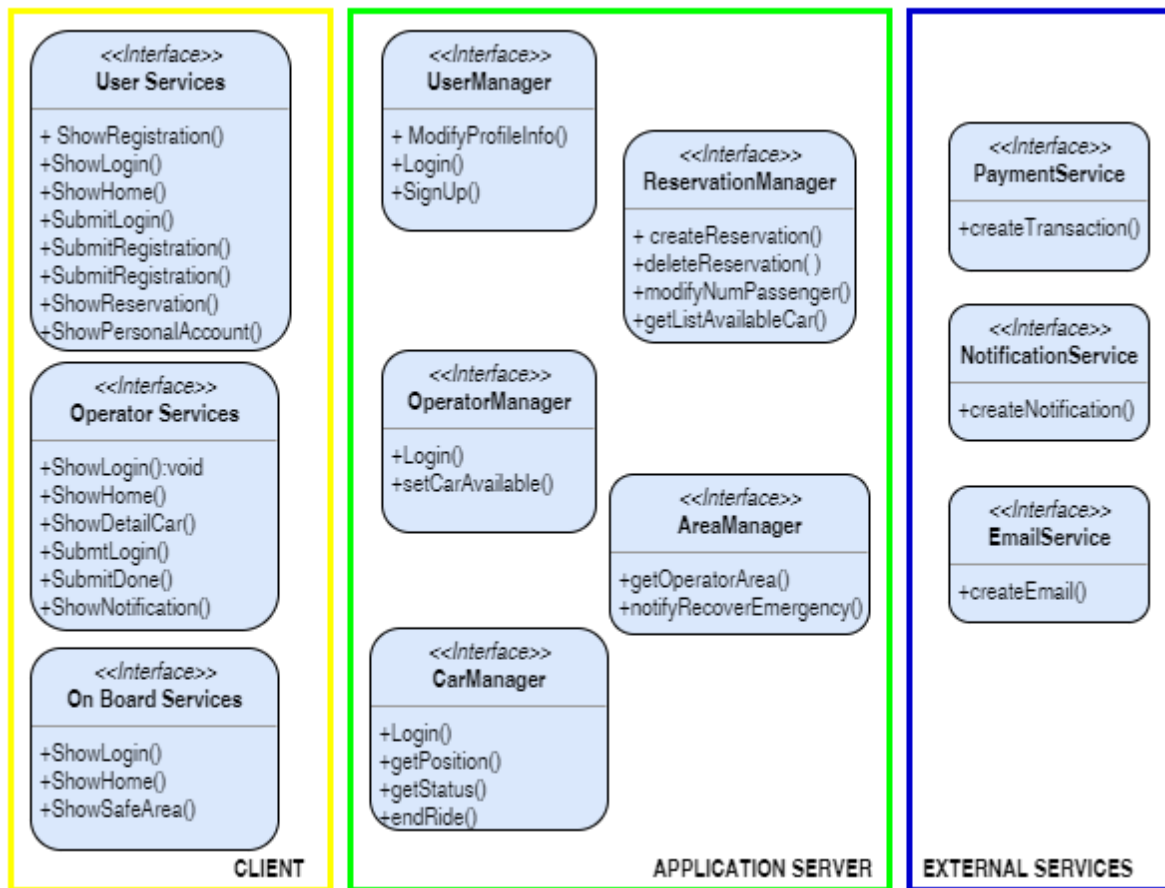 <<Interface>>
User Services
+ ShowRegistration()
+ShowLogin()
+ShowHome()
+SubmitLogin()
+SubmitRegistration()
+SubmitRegistration()
+ShowReservation()
+ShowPersonalAccount()
<<Interface>>
Operator Services
+ShowLogin():void
+ShowHome()
+ShowDetailCar()
+SubmtLogin()
+SubmitDone()
+ShowNotification()
<<Interface>>
On Board Services
+ShowLogin()
+ShowHome()
+ShowSafeArea()
CLIENT
<<Interface>>
UserManager
+ ModifyProfileInfo()
+Login()
+SignUp()
<<Interface>>
ReservationManager
+ createReservation()
+deleteReservation( )
+modifyNumPassenger()
+getListAvailableCar()
<<Interface>>
OperatorManager
+Login()
+setCarAvailable()
<<Interface>>
AreaManager
+getOperatorArea()
+notifyRecoverEmergency()
<<Interface>>
CarManager
+Login()
+getPosition()
+getStatus()
+endRide()
APPLICATION SERVER
<<Interface>>
PaymentService
+createTransaction()
<<Interface>>
NotificationService
+createNotification()
<<Interface>>
EmailService
+createEmail()
EXTERNAL SERVICES